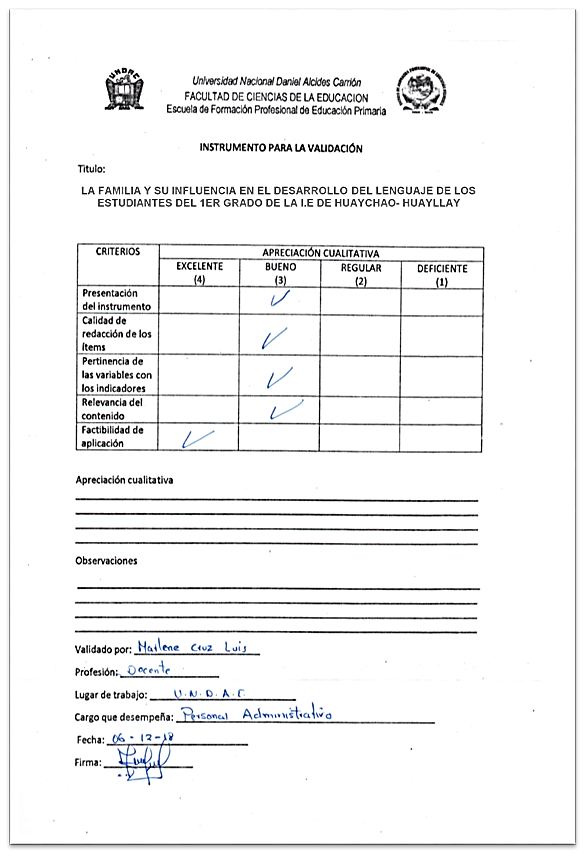 UNDAC
Universidad Nacional Daniel Alcides Carrión
FACULTAD DE CIENCIAS DE LA EDUCACION
Escuela de Formación Profesional de Educación Primaria
INSTRUMENTO PARA LA VALIDACIÓN
Titulo:
LA FAMILIA Y SU INFLUENCIA EN EL DESARROLLO DEL LENGUAJE DE LOS
ESTUDIANTES DEL 1ER GRADO DE LA I.E DE HUAYCHAO- HUAYLLAY
CRITERIOS APRECIACIÓN CUALITATIVA
EXCELENTE BUENO REGULAR DEFICIENTE
(4) (3) (2) (1)
Presentación
del instrumento ✓
Calidad de
redacción de los ✓
ítems
Pertinencia de
las variables con ✓
los indicadores
Relevancia del
contenido ✓
Factibilidad de
aplicación ✓
Apreciación cualitativa
Observaciones
Validado por: Marlene Cruz Luis
Profesión: Docente
Lugar de trabajo: U.N.D.A.C.
Cargo que desempeña: Personal Administrativo
Fecha: 06-12-18
Firma: